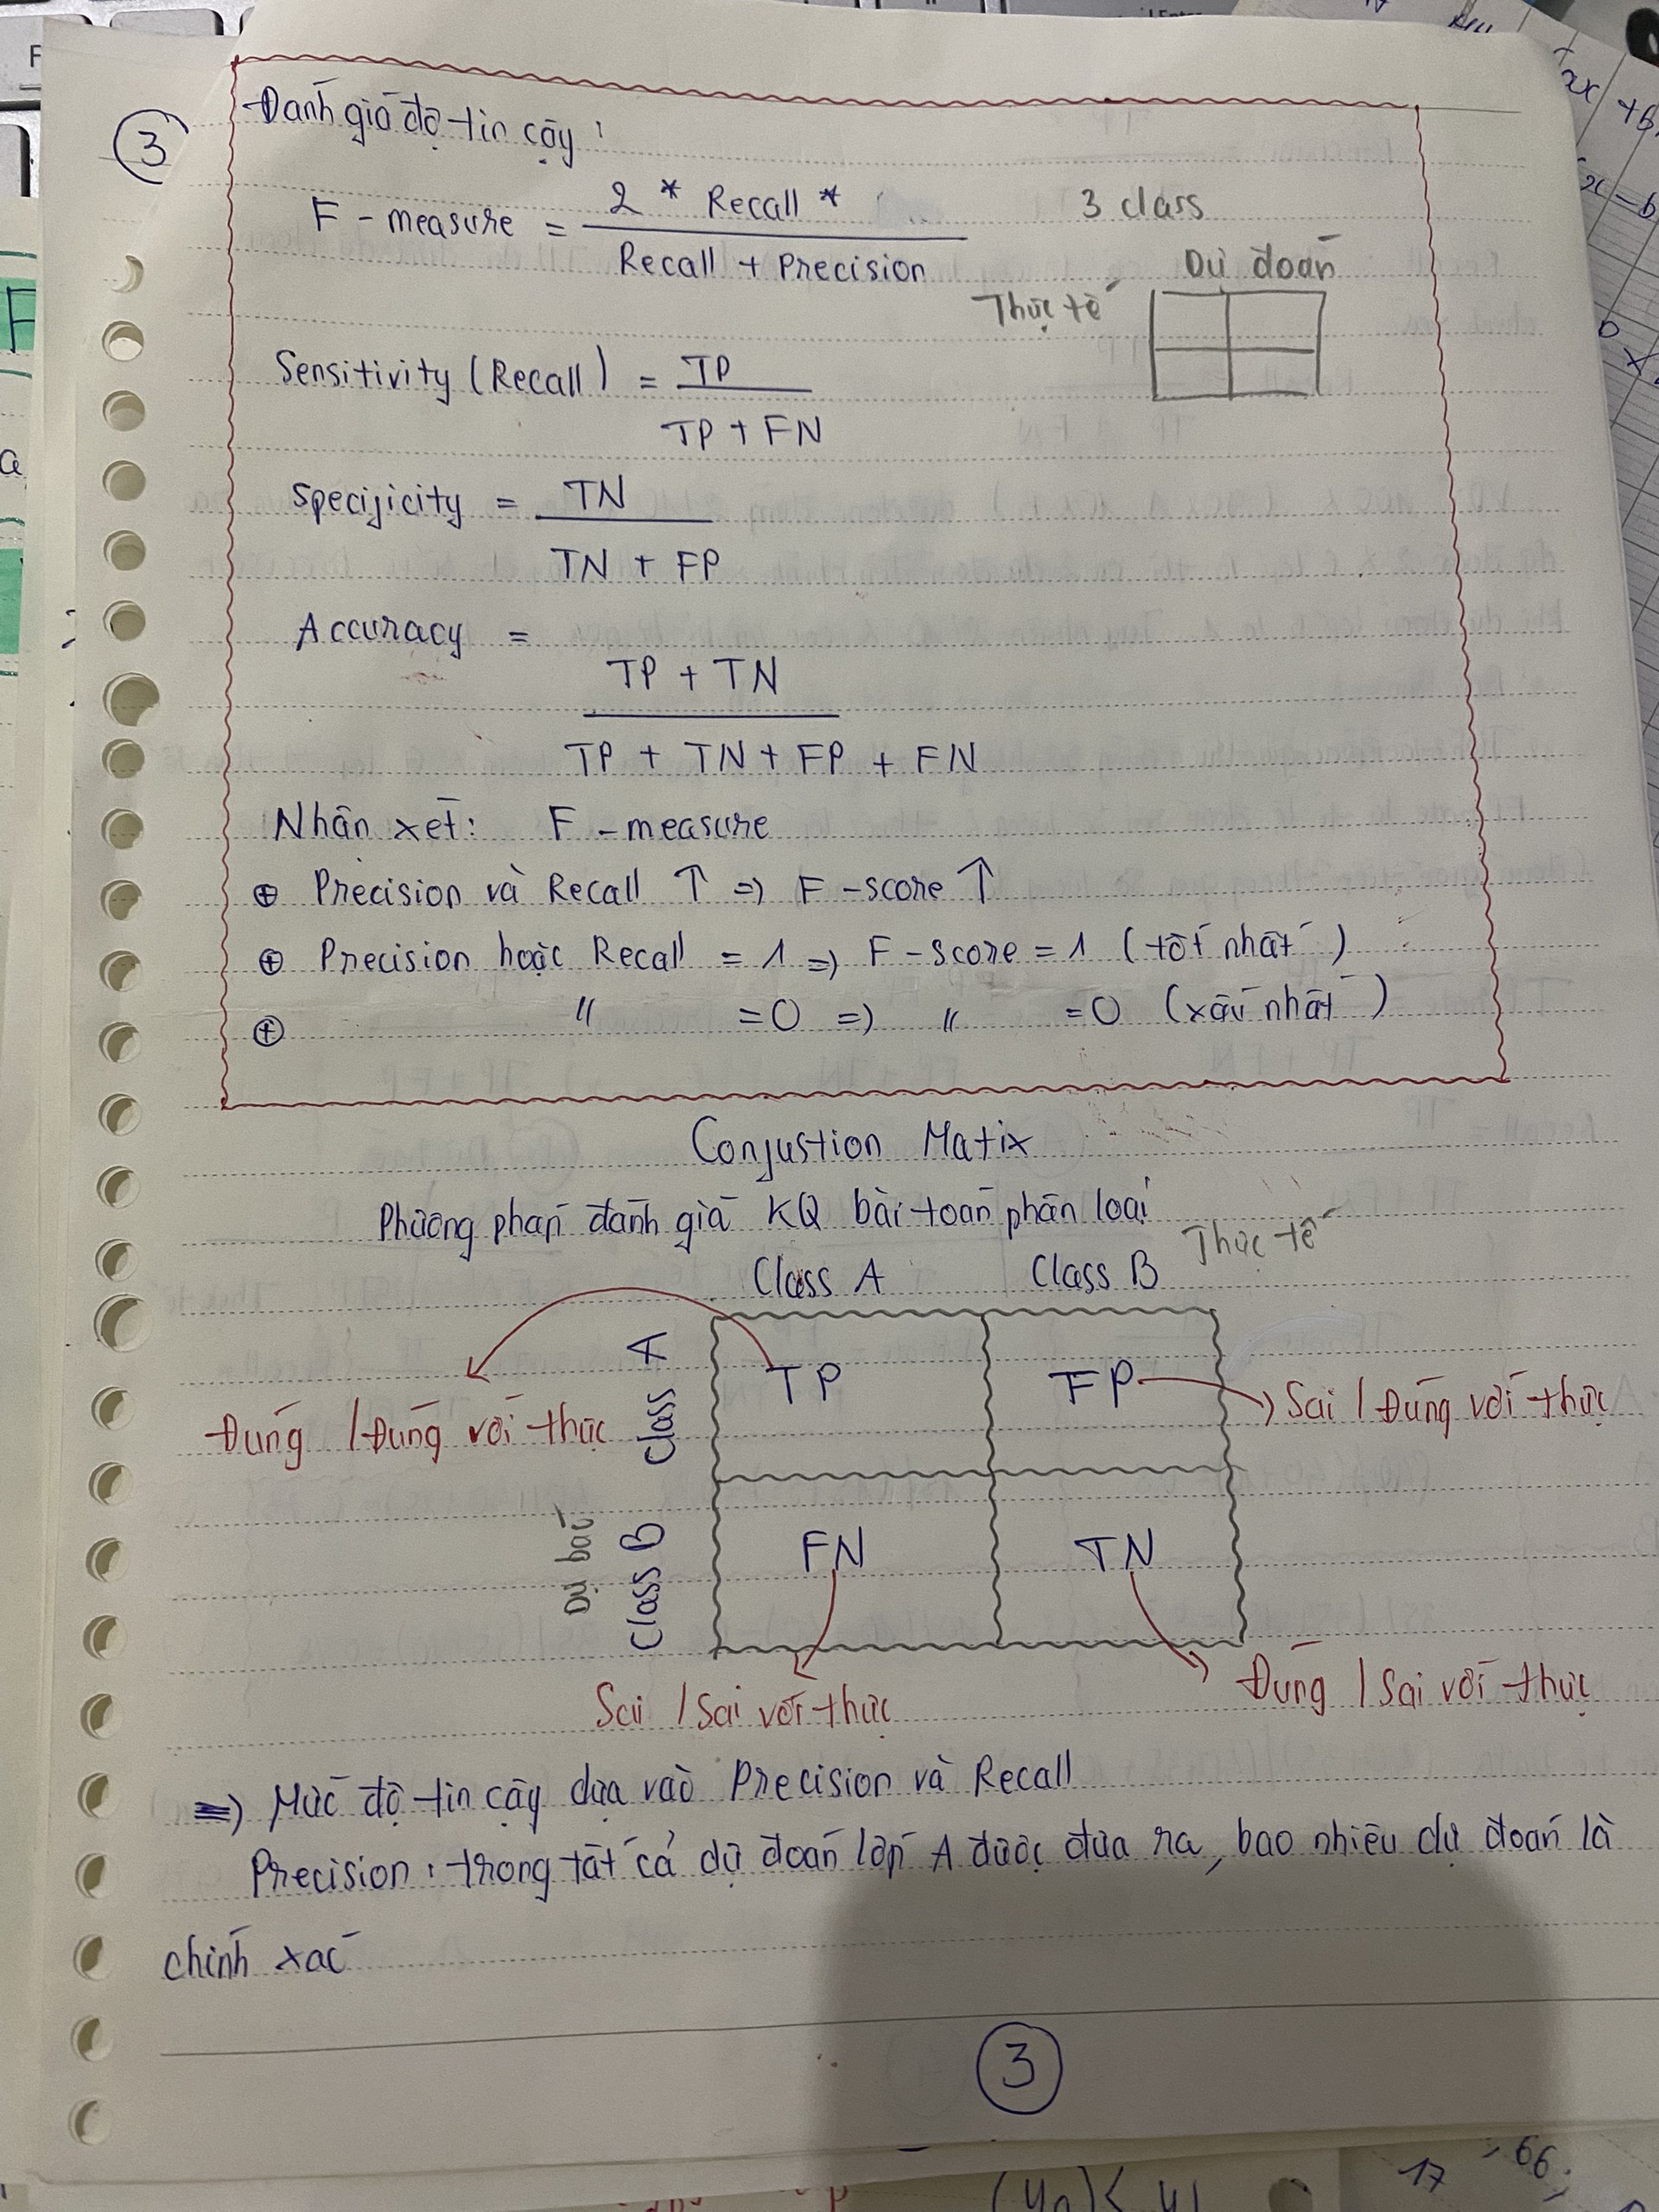 3
Đánh giá độ tin cậy:
F - measure = 2 * Recall * / Recall + Precision
3 class
Dự đoán
Thực tế
Sensitivity (Recall) = TP / TP + FN
Specificity = TN / TN + FP
Accuracy =
TP + TN / TP + TN + FP + FN
Nhận xét: F - measure
⊕ Precision và Recall ↑ => F - score ↑
⊕ Precision hoặc Recall = 1 => F - score = 1 (tốt nhất)
⊕ " = 0 => " = 0 (xấu nhất)
Confustion Matix
Phương pháp đánh giá KQ bài toán phân loại
Thực tế
Class A Class B
Class A
TP FP
Đúng / Đúng với thực
Sai / Đúng với thực
Dự báo
Class B
FN TN
Sai / Sai với thực
Đúng / Sai với thực
=> Mức độ tin cậy dựa vào Precision và Recall
Precision: trong tất cả dự đoán lớp A được đưa ra, bao nhiêu dự đoán là
chính xác
3
17
66